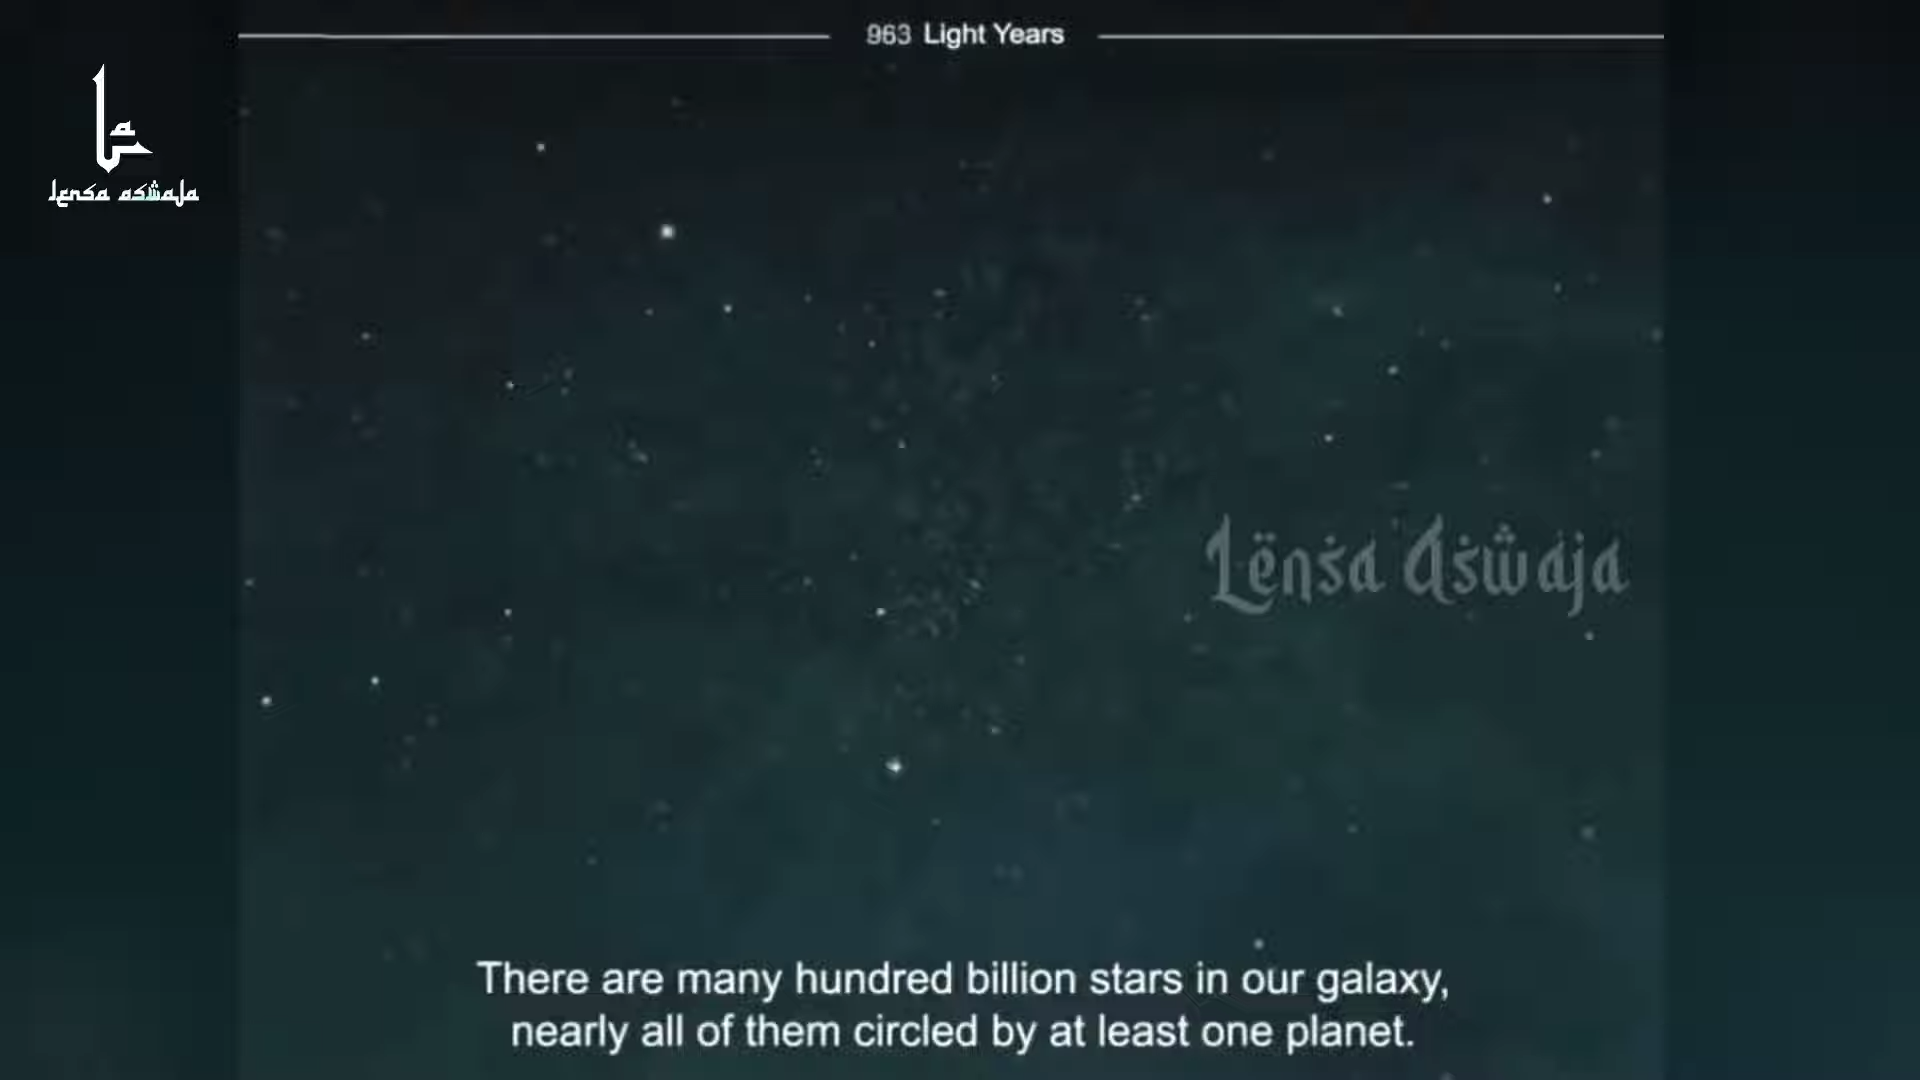 963 Light Years
lensa aswaja
Lënsa Aswaja
There are many hundred billion stars in our galaxy,
nearly all of them circled by at least one planet.